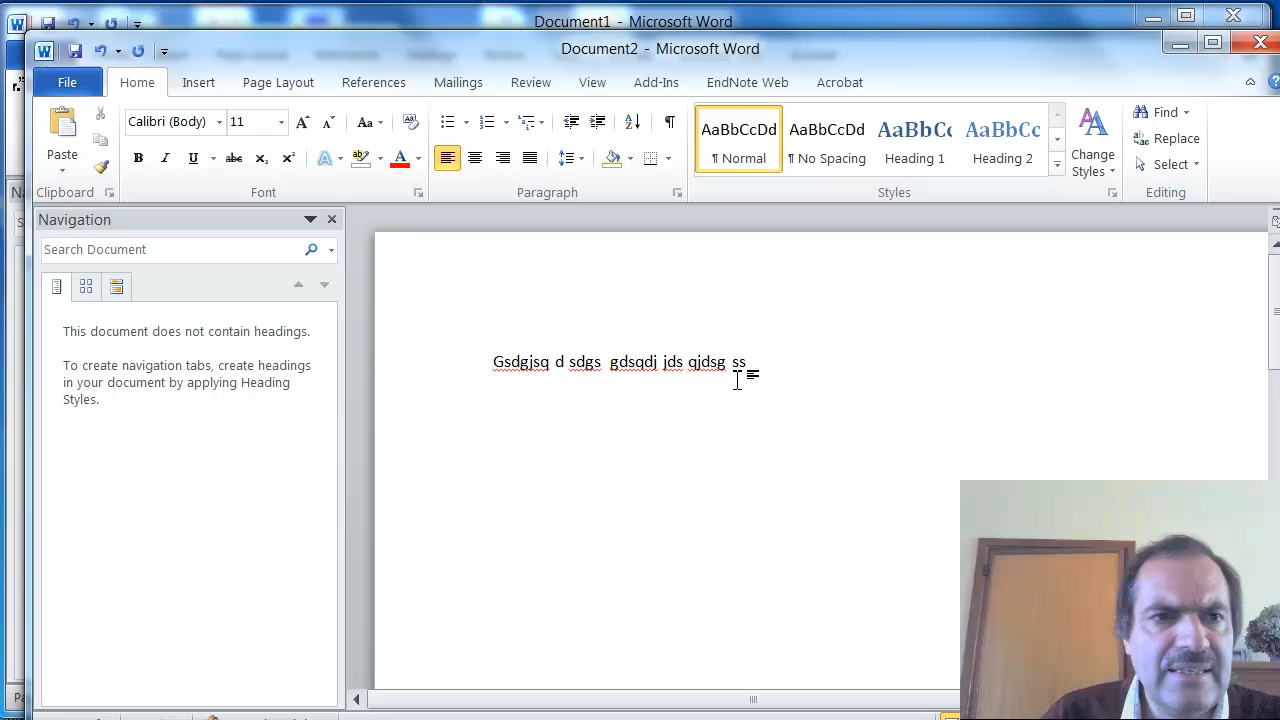 Document1 - Microsoft Word
Document2 - Microsoft Word
File Home Insert Page Layout References Mailings Review View Add-Ins EndNote Web Acrobat
Calibri (Body) 11
Paste
AaBbCcDd AaBbCcDd AaBbCc AaBbCc
¶ Normal ¶ No Spacing Heading 1 Heading 2
Change
Styles
Find
Replace
Select
Clipboard Font Paragraph Styles Editing
Navigation
Search Document
This document does not contain headings.
To create navigation tabs, create headings
in your document by applying Heading
Styles.
Gsdgjsq d sdgs gdsqdj jds qjdsg ss